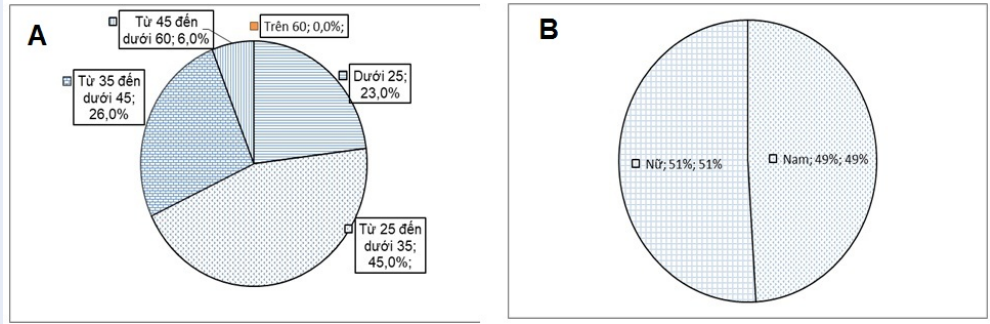 A
Từ 45 đến
dưới 60; 6,0%
Trên 60; 0,0%;
Dưới 25;
23,0%
Từ 35 đến
dưới 45;
26,0%
Từ 25 đến
dưới 35;
45,0%;
B
Nữ; 51%; 51%
Nam; 49%; 49%